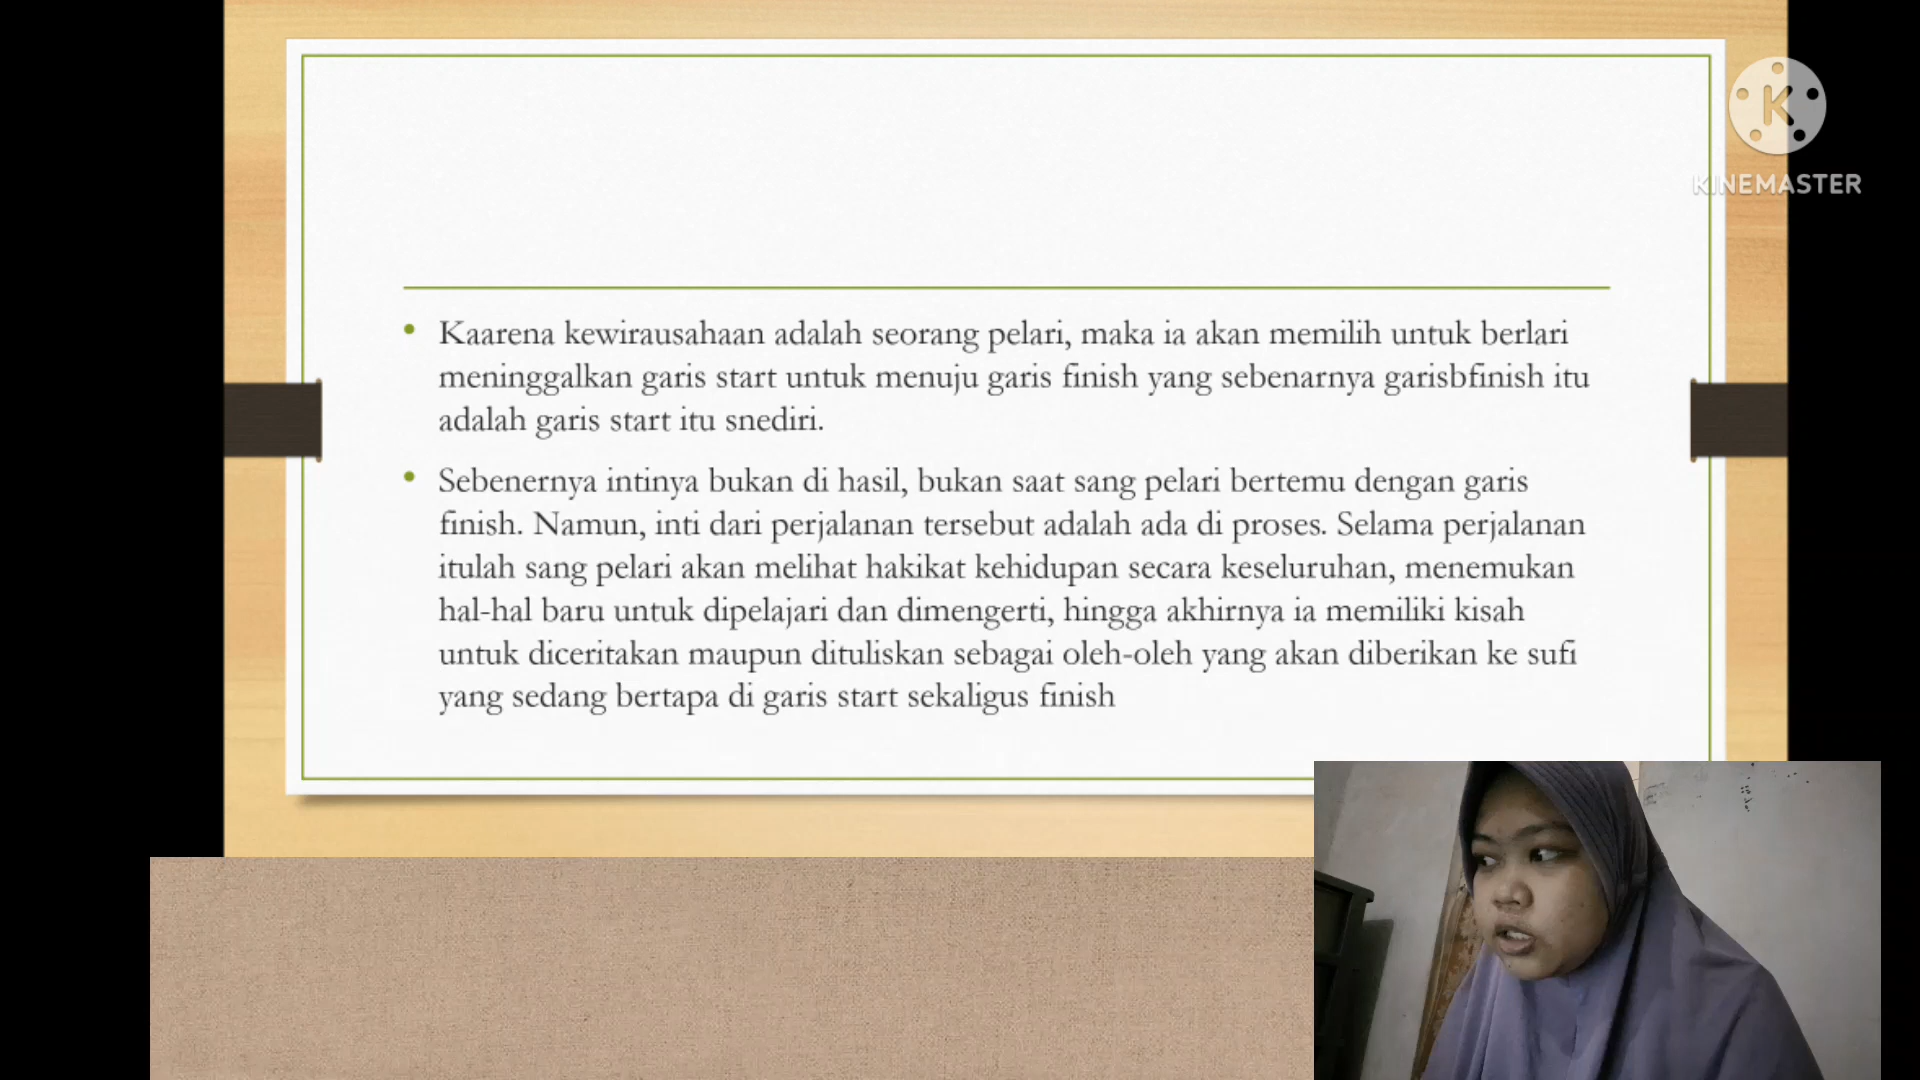 K
KINEMASTER
• Kaarena kewirausahaan adalah seorang pelari, maka ia akan memilih untuk berlari
meninggalkan garis start untuk menuju garis finish yang sebenarnya garisbfinish itu
adalah garis start itu snediri.
• Sebenernya intinya bukan di hasil, bukan saat sang pelari bertemu dengan garis
finish. Namun, inti dari perjalanan tersebut adalah ada di proses. Selama perjalanan
itulah sang pelari akan melihat hakikat kehidupan secara keseluruhan, menemukan
hal-hal baru untuk dipelajari dan dimengerti, hingga akhirnya ia memiliki kisah
untuk diceritakan maupun dituliskan sebagai oleh-oleh yang akan diberikan ke sufi
yang sedang bertapa di garis start sekaligus finish